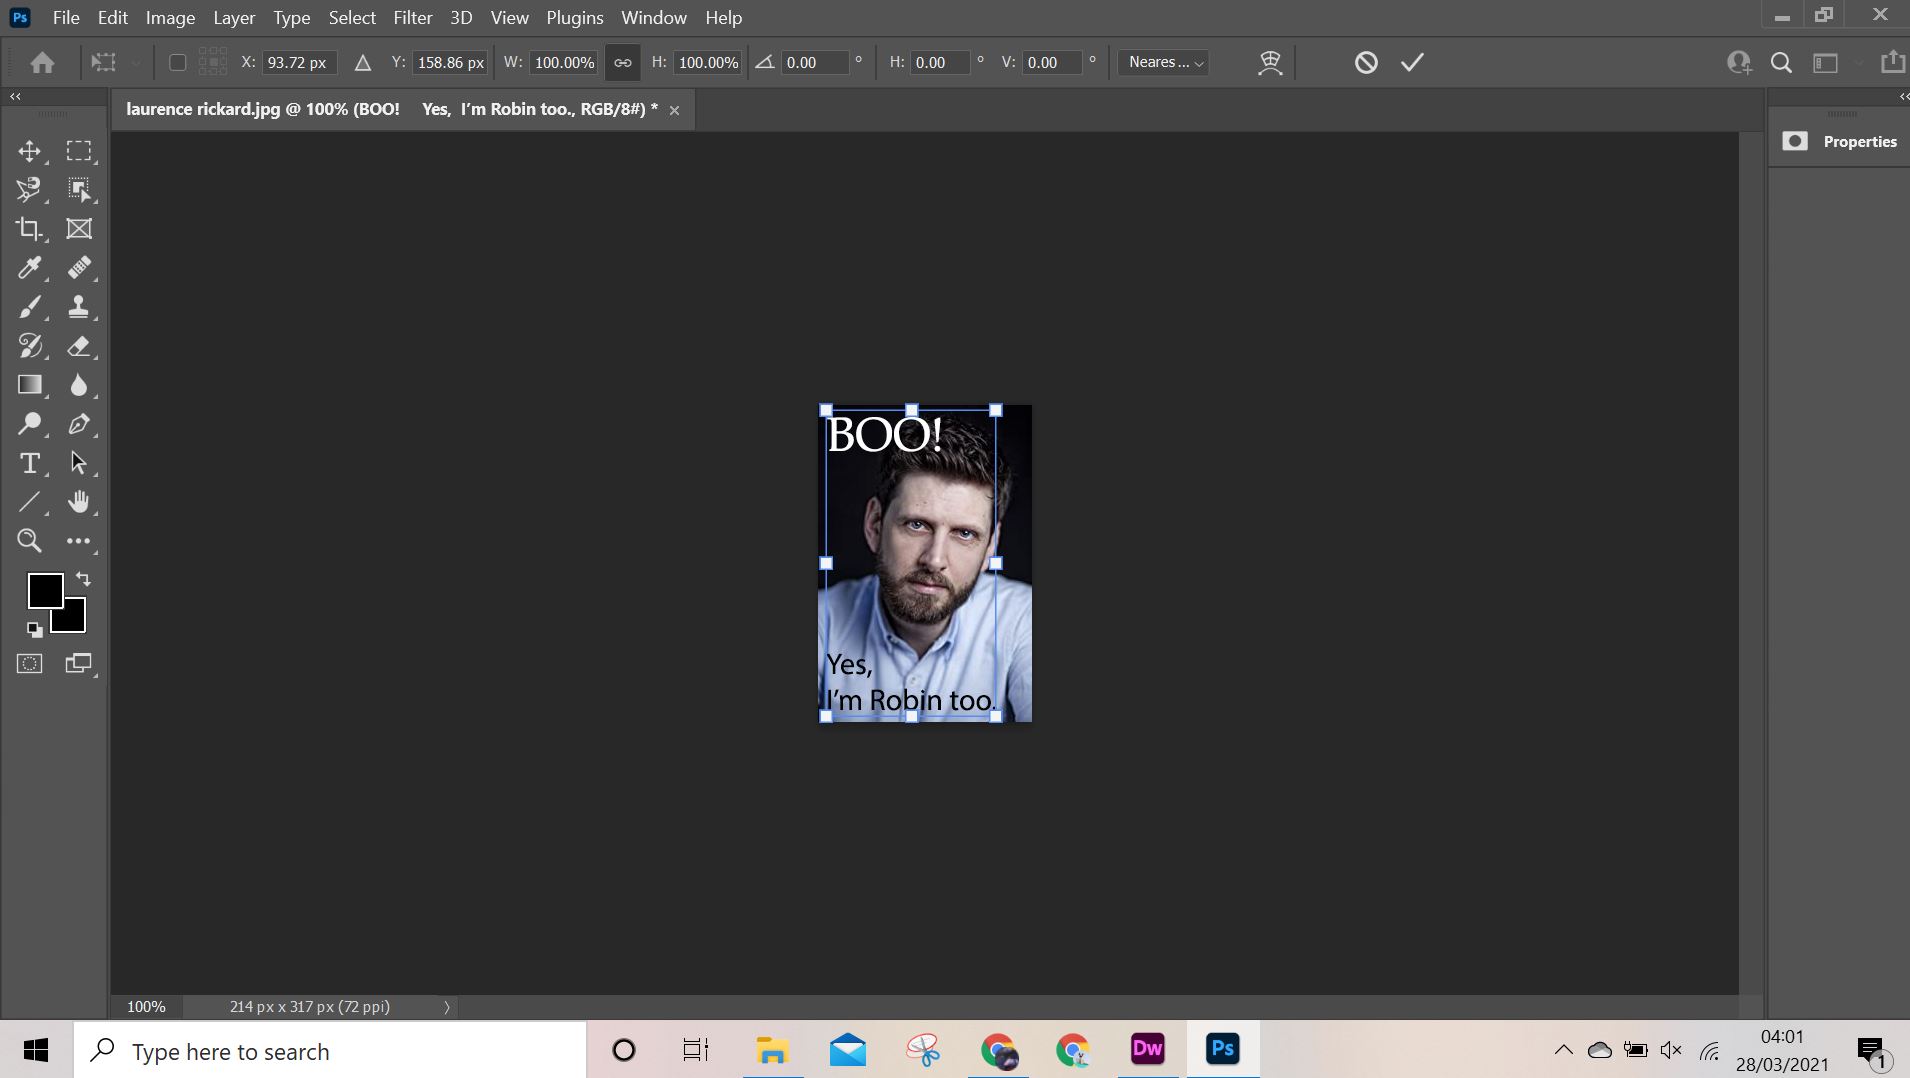 Ps File Edit Image Layer Type Select Filter 3D View Plugins Window Help
X: 93.72 px Y: 158.86 px W: 100.00% H: 100.00% 0.00 ° H: 0.00 ° V: 0.00 ° Neares ...
laurence rickard.jpg @ 100% (BOO! Yes, I’m Robin too., RGB/8#) * ×
Properties
BOO!
Yes,
I’m Robin too.
100% 214 px x 317 px (72 ppi)
Type here to search
Dw Ps
04:01
28/03/2021
1